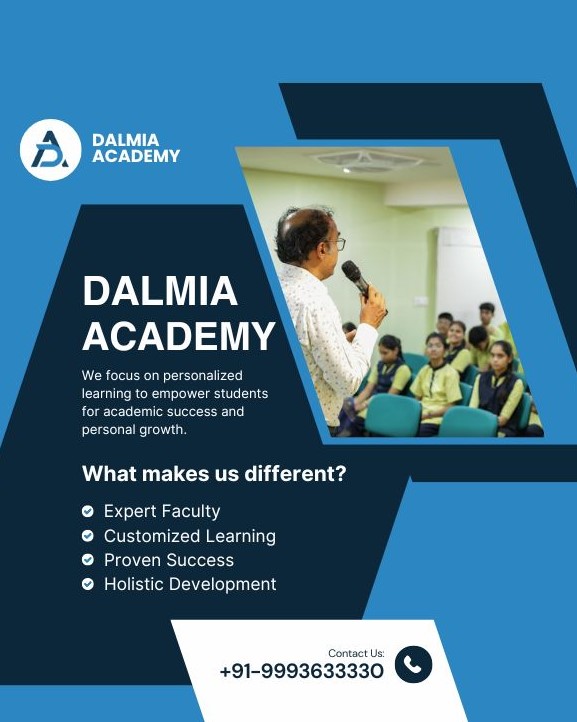 DALMIA
ACADEMY
DALMIA
ACADEMY
We focus on personalized
learning to empower students
for academic success and
personal growth.
What makes us different?
Expert Faculty
Customized Learning
Proven Success
Holistic Development
Contact Us:
+91-9993633330